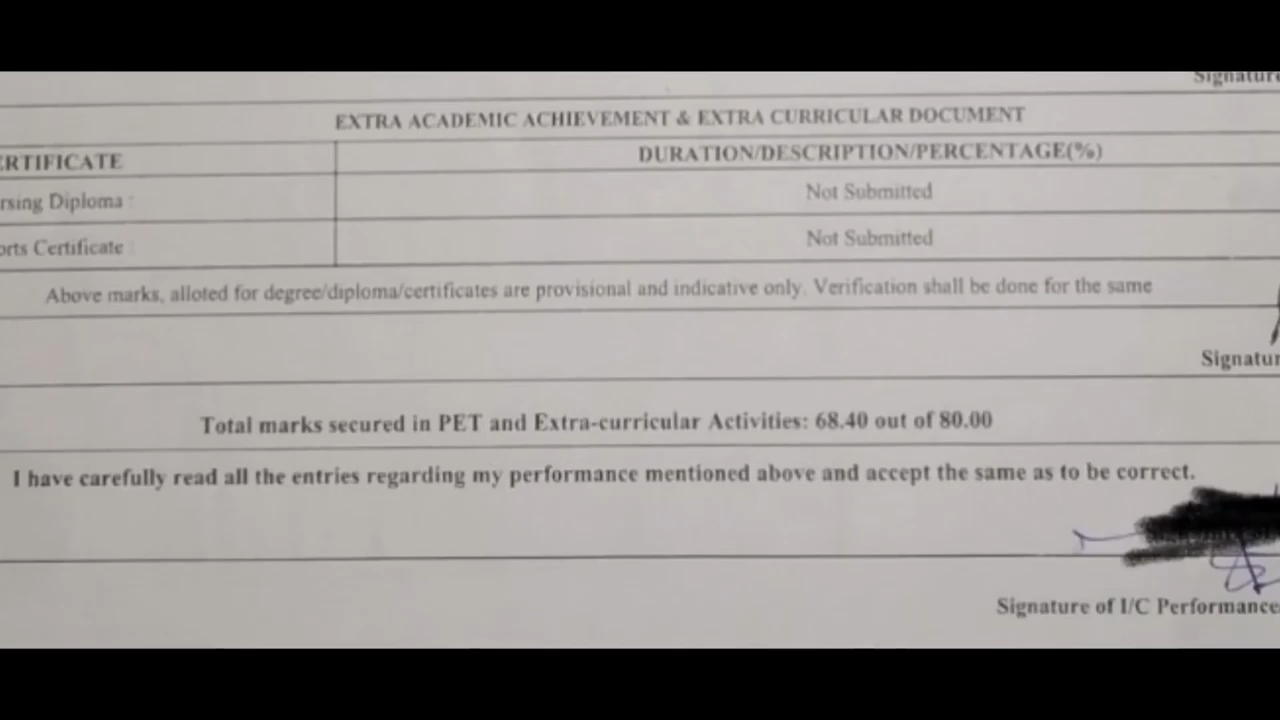 Signature
EXTRA ACADEMIC ACHIEVEMENT & EXTRA CURRICULAR DOCUMENT
ERTIFICATE DURATION/DESCRIPTION/PERCENTAGE(%)
rsing Diploma : Not Submitted
orts Certificate : Not Submitted
Above marks, alloted for degree/diploma/certificates are provisional and indicative only. Verification shall be done for the same
Signatur
Total marks secured in PET and Extra-curricular Activities: 68.40 out of 80.00
I have carefully read all the entries regarding my performance mentioned above and accept the same as to be correct.
Signature of I/C Performance